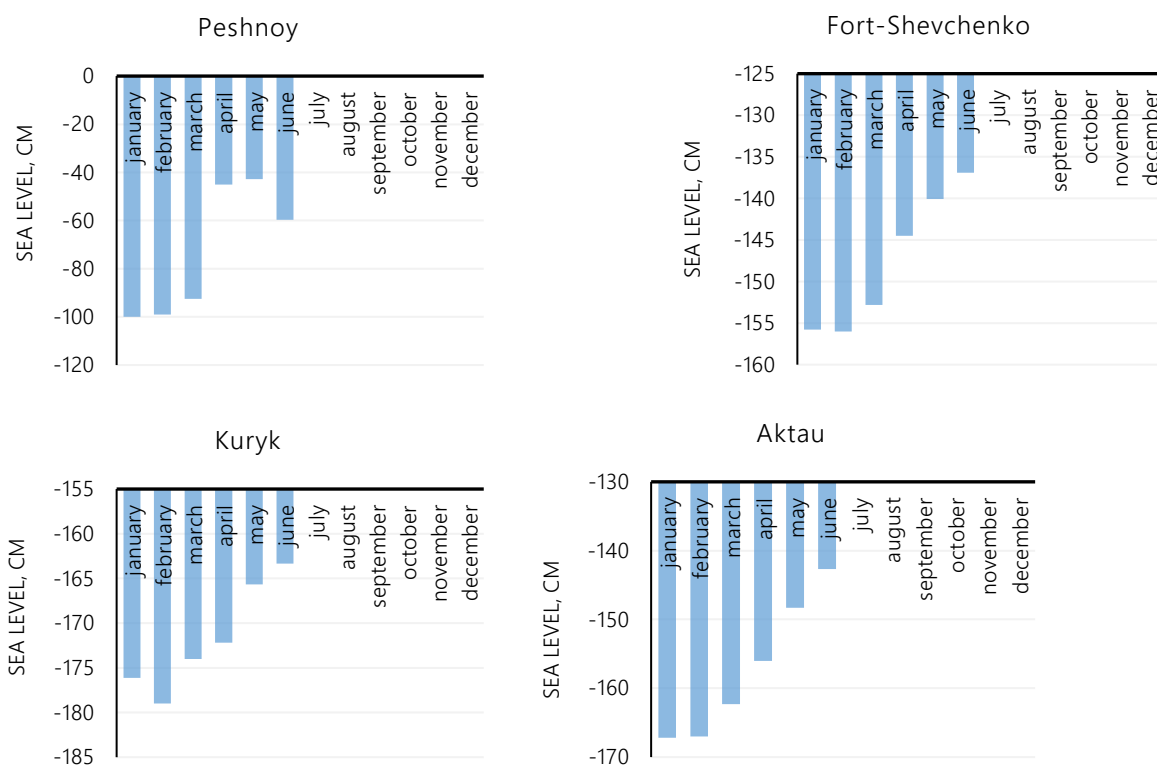 Peshnoy
0
-20
-40
-60
-80
-100
-120
SEA LEVEL, CM
january
february
march
april
may
june
july
august
september
october
november
december
Fort-Shevchenko
-125
-130
-135
-140
-145
-150
-155
-160
SEA LEVEL, CM
january
february
march
april
may
june
july
august
september
october
november
december
Kuryk
-155
-160
-165
-170
-175
-180
-185
SEA LEVEL, CM
january
february
march
april
may
june
july
august
september
october
november
december
Aktau
-130
-140
-150
-160
-170
SEA LEVEL, CM
january
february
march
april
may
june
july
august
september
october
november
december